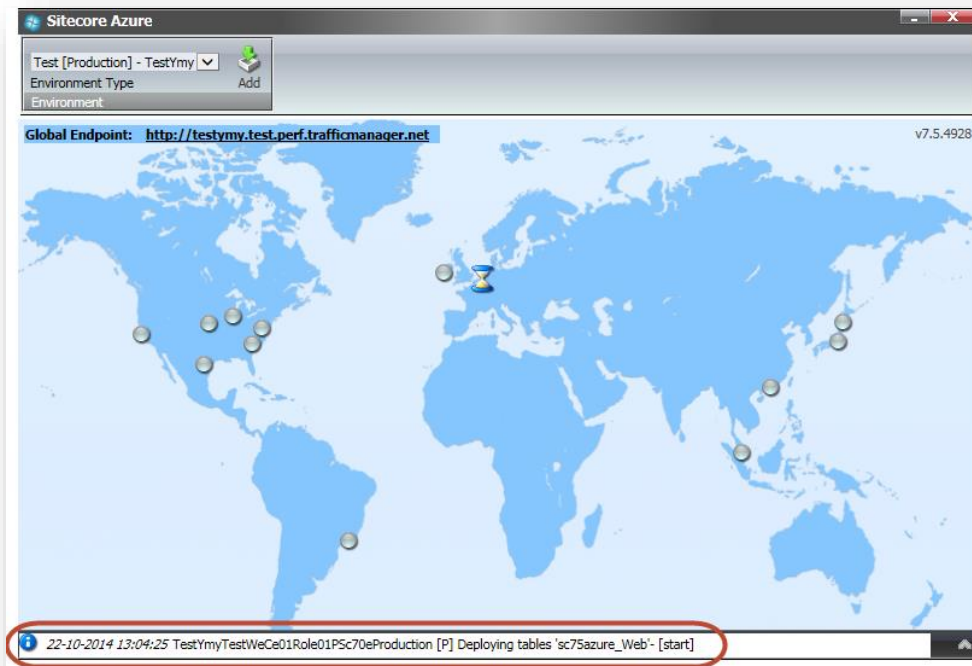 Sitecore Azure
Test [Production] - TestYmy
Environment Type
Add
Environment
Global Endpoint: http://testymy.test.perf.trafficmanager.net
v7.5.4928
22-10-2014 13:04:25 TestYmyTestWeCe01Role01PSc70eProduction [P] Deploying tables 'sc75azure_Web'- [start]